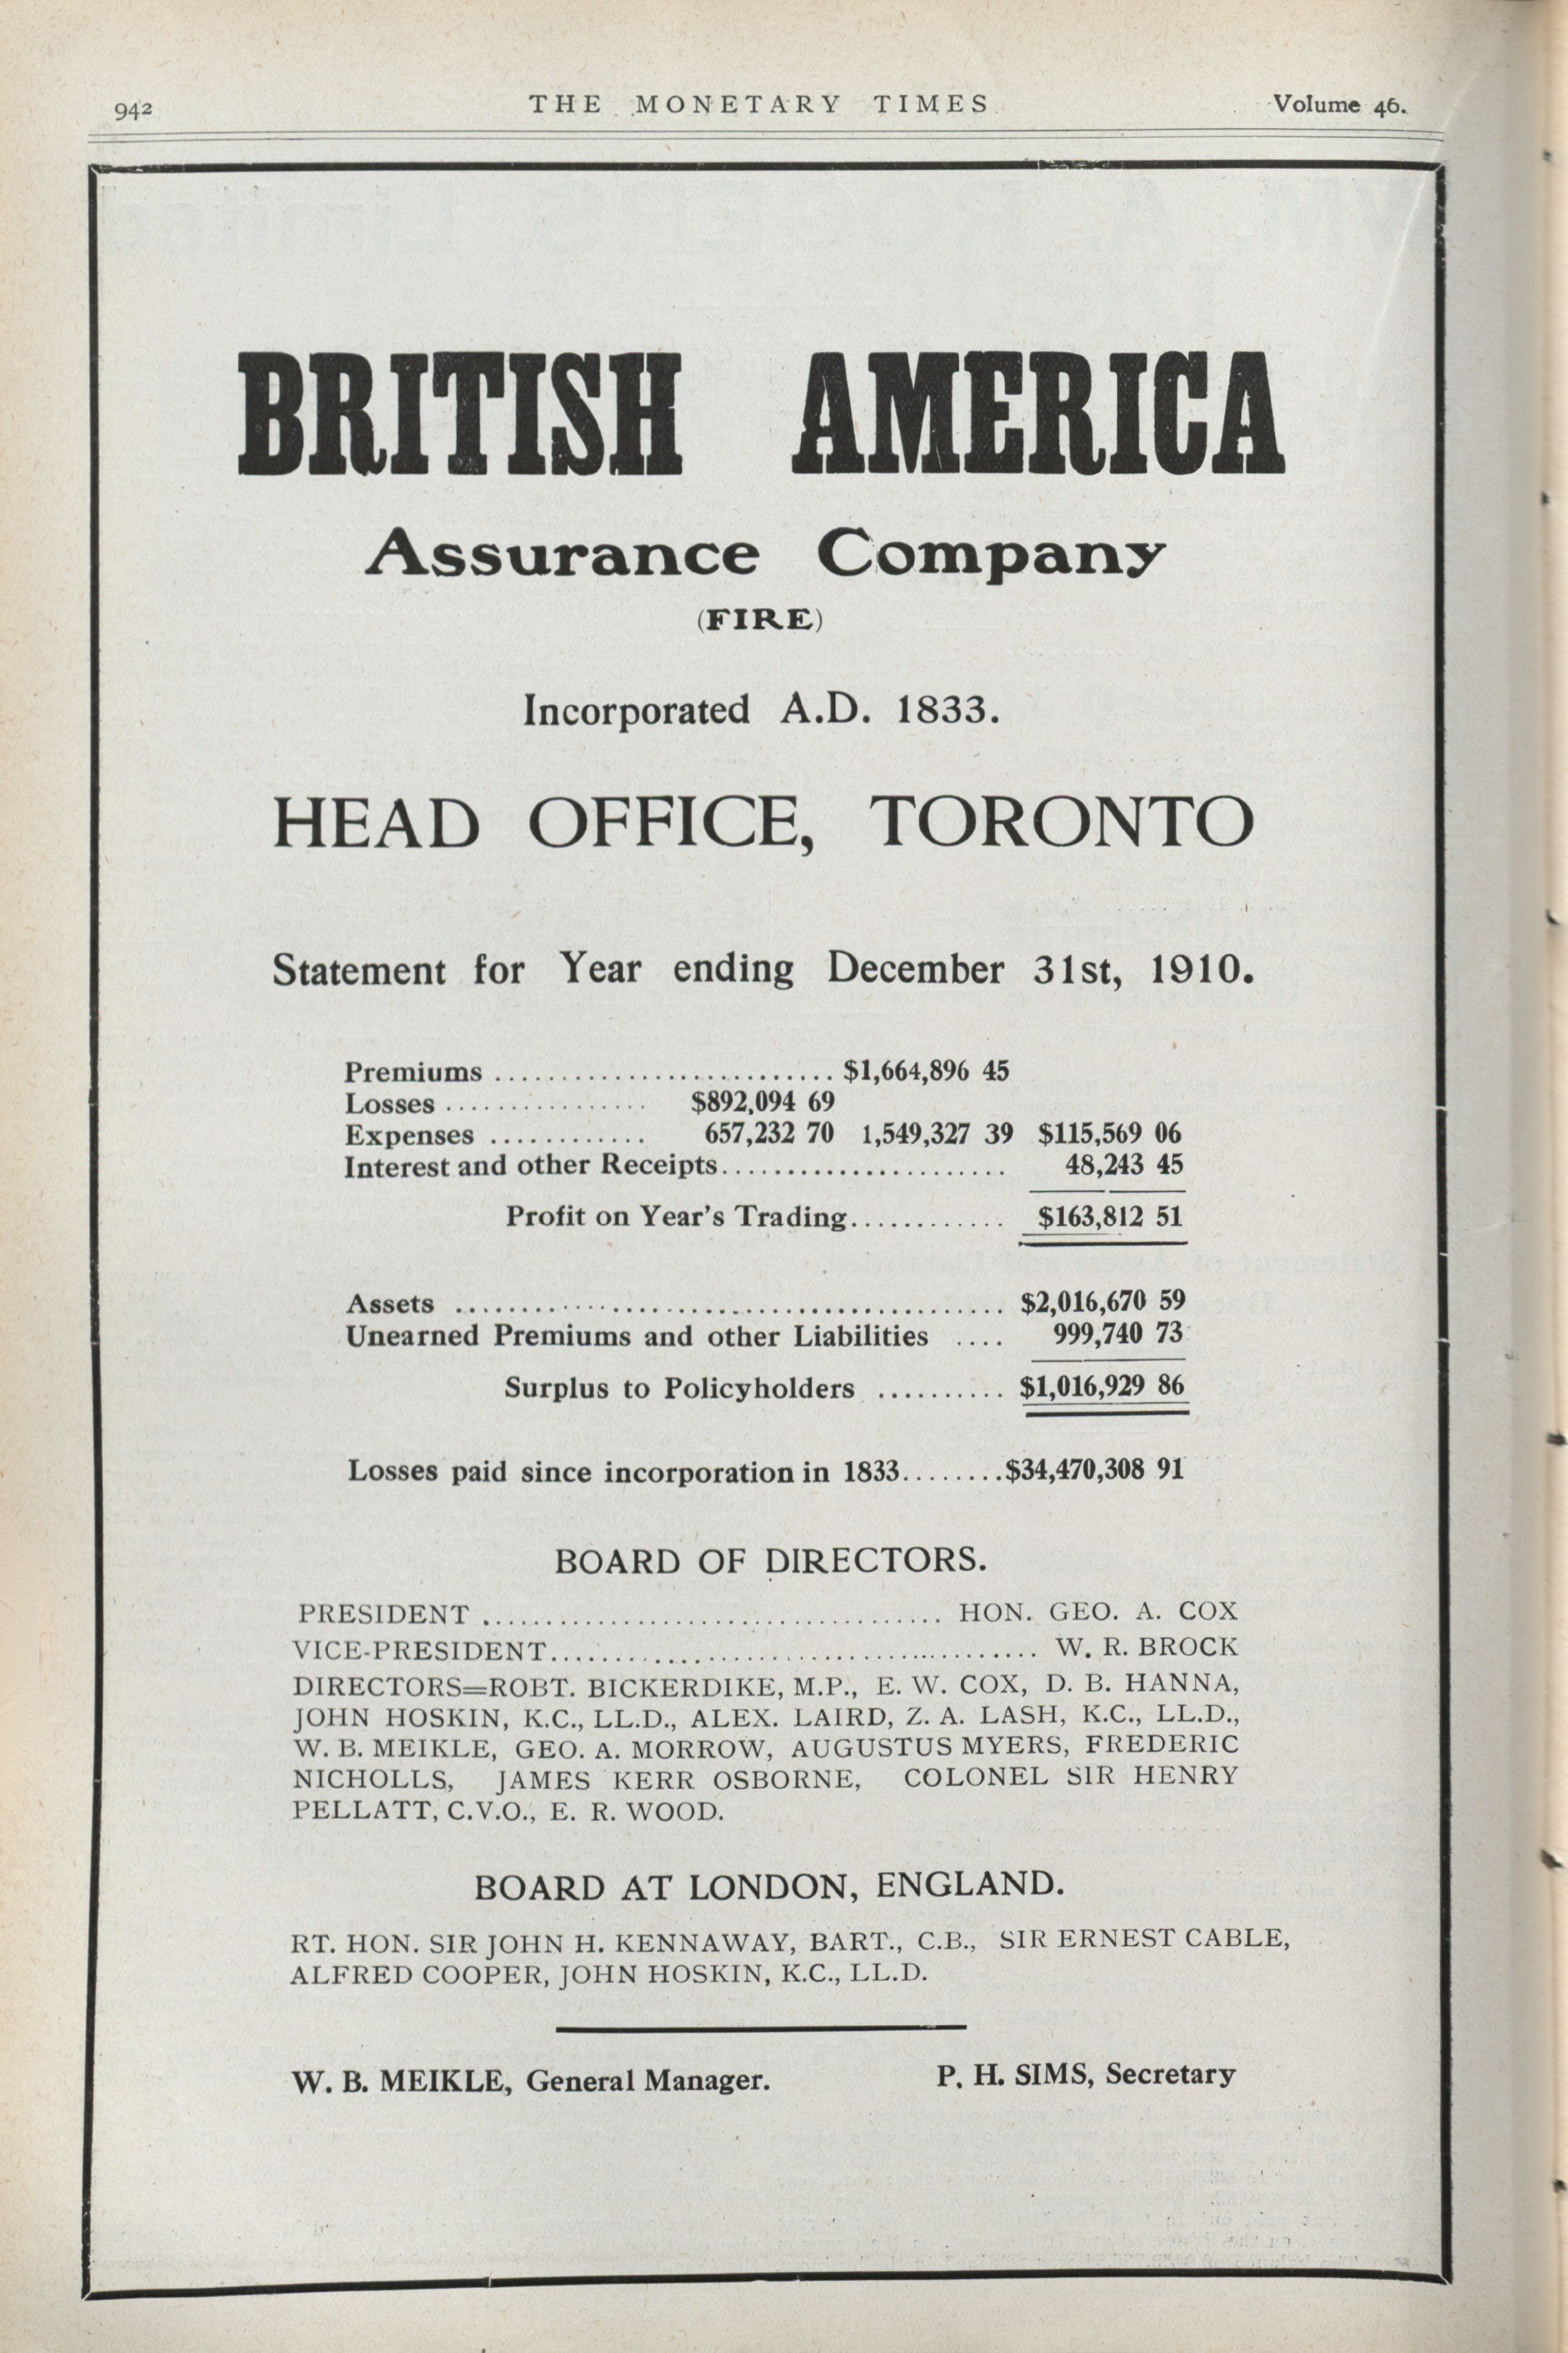 942 THE MONETARY TIMES Volume 46.
BRITISH AMERICA
Assurance Company
(FIRE)
Incorporated A.D. 1833.
HEAD OFFICE, TORONTO
Statement for Year ending December 31st, 1910.
Premiums .......................... $1,664,896 45
Losses ................ $892,094 69
Expenses ............ 657,232 70 1,549,327 39 $115,569 06
Interest and other Receipts...................... 48,243 45
Profit on Year's Trading............ $163,812 51
Assets .......................................... $2,016,670 59
Unearned Premiums and other Liabilities .... 999,740 73
Surplus to Policyholders .......... $1,016,929 86
Losses paid since incorporation in 1833........$34,470,308 91
BOARD OF DIRECTORS.
PRESIDENT ..................................... HON. GEO. A. COX
VICE-PRESIDENT....................................... W. R. BROCK
DIRECTORS=ROBT. BICKERDIKE, M.P., E. W. COX, D. B. HANNA,
JOHN HOSKIN, K.C., LL.D., ALEX. LAIRD, Z. A. LASH, K.C., LL.D.,
W. B. MEIKLE, GEO. A. MORROW, AUGUSTUS MYERS, FREDERIC
NICHOLLS, JAMES KERR OSBORNE, COLONEL SIR HENRY
PELLATT, C.V.O., E. R. WOOD.
BOARD AT LONDON, ENGLAND.
RT. HON. SIR JOHN H. KENNAWAY, BART., C.B., SIR ERNEST CABLE,
ALFRED COOPER, JOHN HOSKIN, K.C., LL.D.
W. B. MEIKLE, General Manager. P. H. SIMS, Secretary